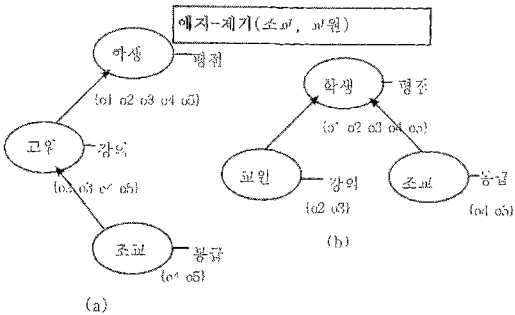 에지-제거(조교, 교원)
학생
평점
{o1 o2 o3 o4 o5}
교원
강의
{o2 o3 o4 o5}
조교
봉급
{o4 o5}
(a)
학생
평점
{o1 o2 o3 o4 o5}
교원
강의
{o2 o3}
조교
봉급
{o4 o5}
(b)